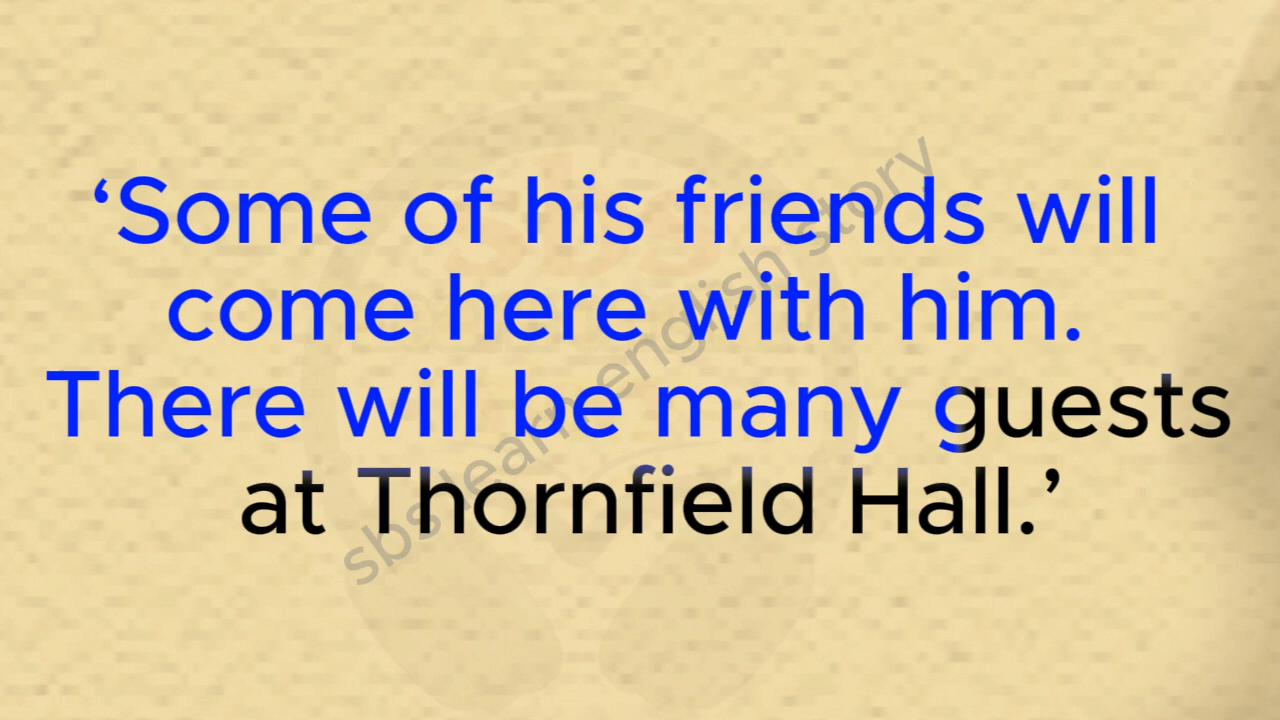 ‘Some of his friends will
come here with him.
There will be many guests
at Thornfield Hall.’
sbs learn english story
sbs